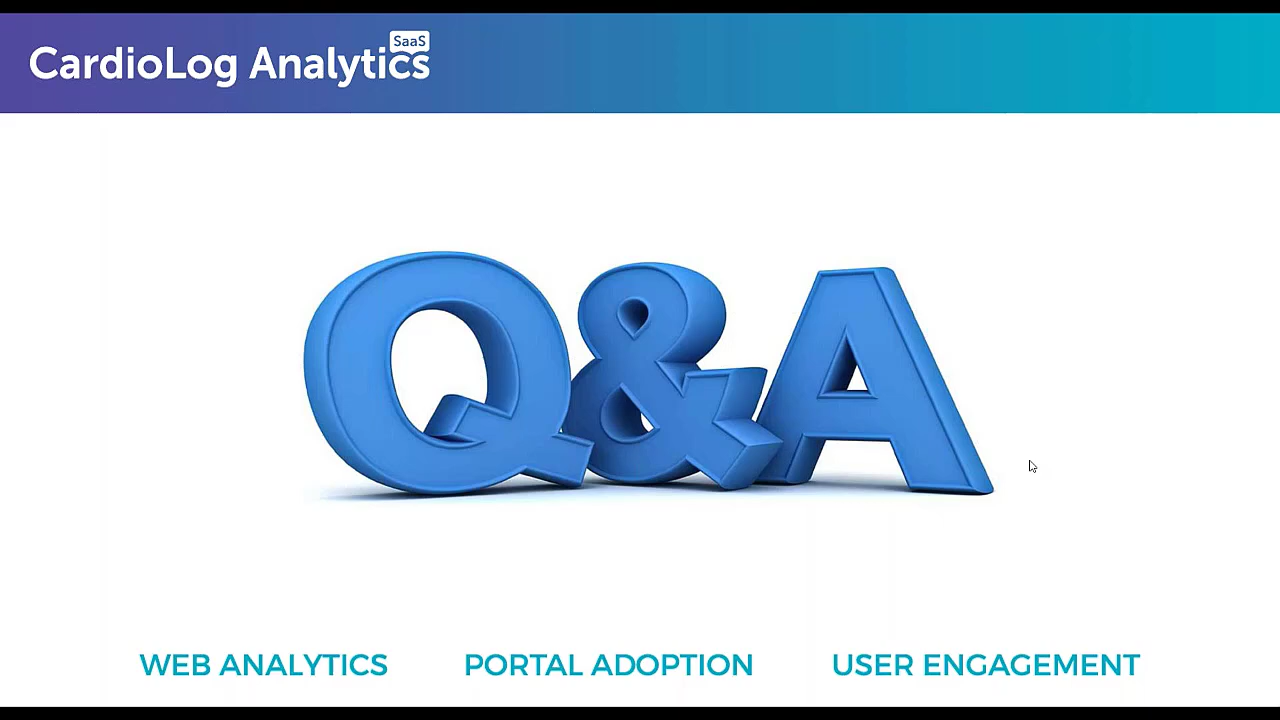 SaaS
CardioLog Analytics
Q&A
WEB ANALYTICS PORTAL ADOPTION USER ENGAGEMENT